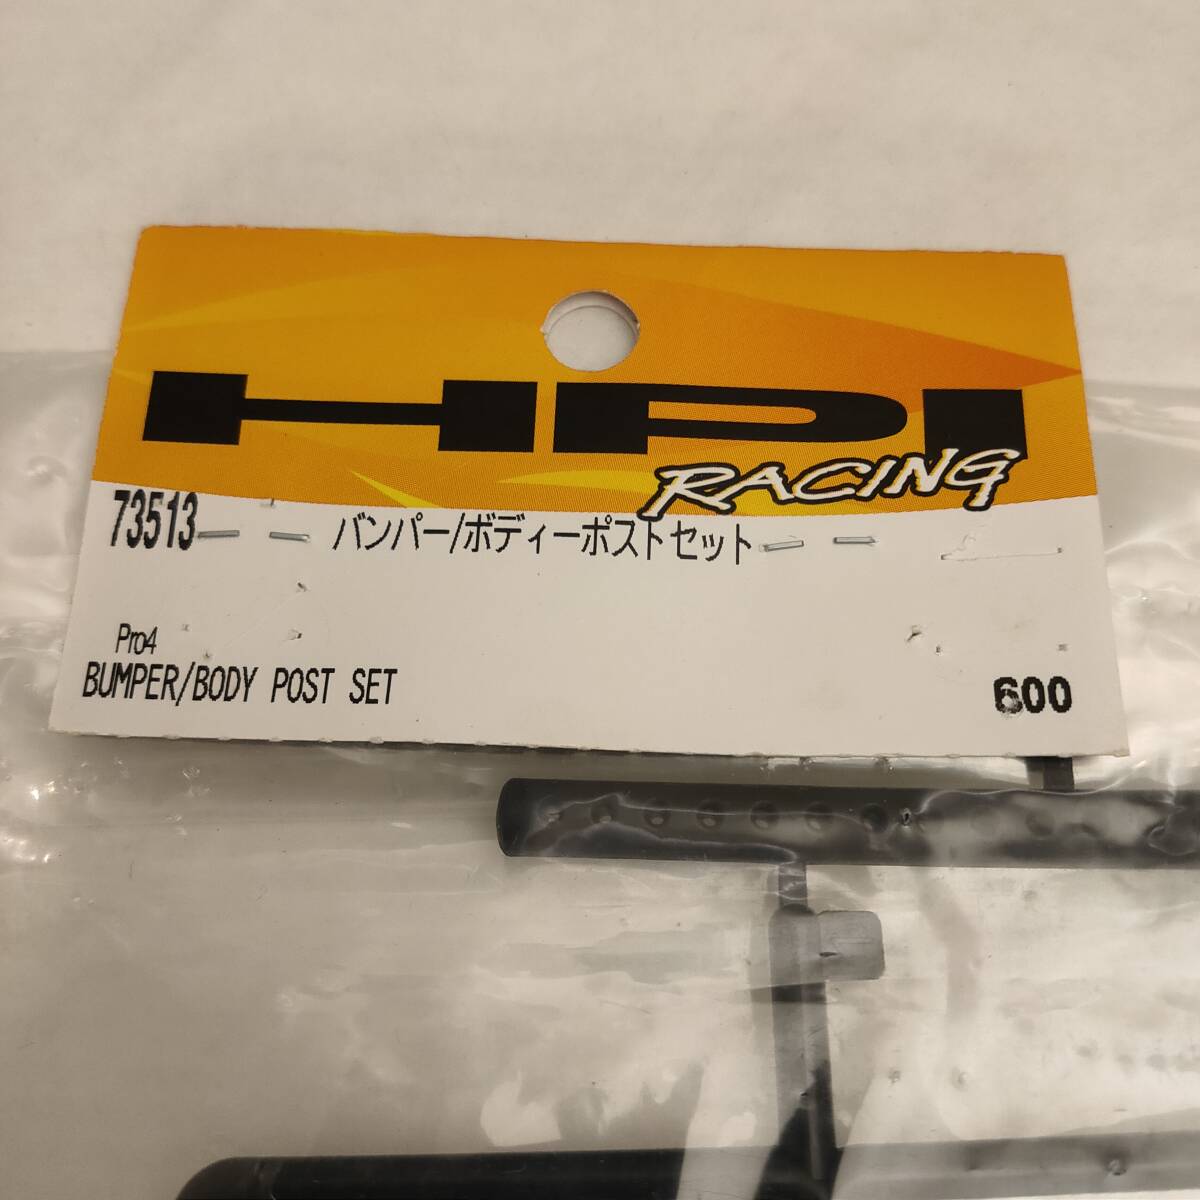 HPI
RACING
73513 バンパー/ボディーポストセット
Pro4
BUMPER/BODY POST SET
600